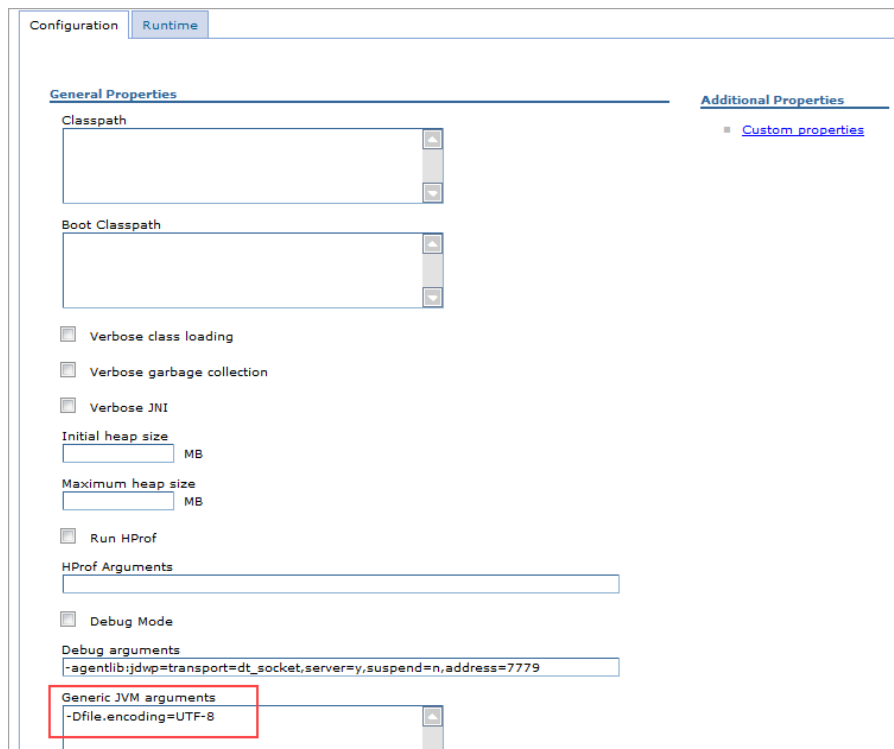 Configuration
Runtime
General Properties
Additional Properties
Custom properties
Classpath
Boot Classpath
Verbose class loading
Verbose garbage collection
Verbose JNI
Initial heap size
MB
Maximum heap size
MB
Run HProf
HProf Arguments
Debug Mode
Debug arguments
-agentlib:jdwp=transport=dt_socket,server=y,suspend=n,address=7779
Generic JVM arguments
-Dfile.encoding=UTF-8